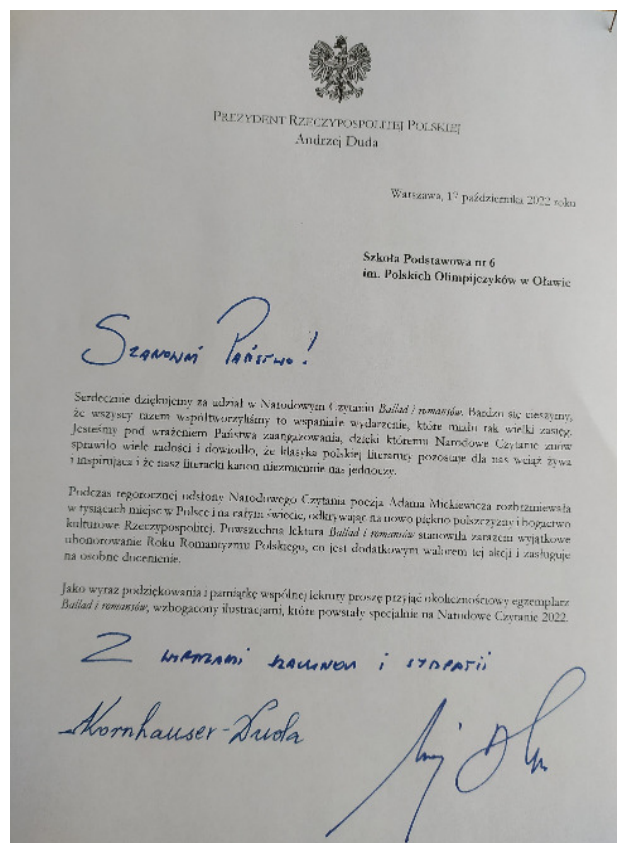 PREZYDENT RZECZYPOSPOLITEJ POLSKIEJ
Andrzej Duda
Warszawa, października 2022 roku
Szkoła Podstawowa nr 6
im. Polskich Olimpijczyków w Oławie
Szanowni Państwo!
Serdecznie dziękujemy za udział w Narodowym Czytaniu Ballad i romansów. Bardzo się cieszymy,
że wszyscy razem współtworzyliśmy to wspaniałe wydarzenie, które miało tak wielki zasięg.
Jesteśmy pod wrażeniem Państwa zaangażowania, dzięki któremu Narodowe Czytanie znów
sprawiło wiele radości i dowiodło, że klasyka polskiej literatury pozostaje dla nas wciąż żywa
i inspirująca i że nasz literacki kanon niezmiennie nas jednoczy.
Podczas tegorocznej odsłony Narodowego Czytania poezja Adama Mickiewicza rozbrzmiewała
w tysiącach miejsc w Polsce i na całym świecie, odkrywając na nowo piękno polszczyzny i bogactwo
kulturowe Rzeczypospolitej. Powszechna lektura Ballad i romansów stanowiła zarazem wyjątkowe
uhonorowanie Roku Romantyzmu Polskiego, co jest dodatkowym walorem tej akcji i zasługuje
na osobne docenienie.
Jako wyraz podziękowania i pamiątkę wspólnej lektury proszę przyjąć okolicznościowy egzemplarz
Ballad i romansów, wzbogacony ilustracjami, które powstały specjalnie na Narodowe Czytanie 2022.
Z wyrazami szacunku i sympatii
AKornhauser-Duda